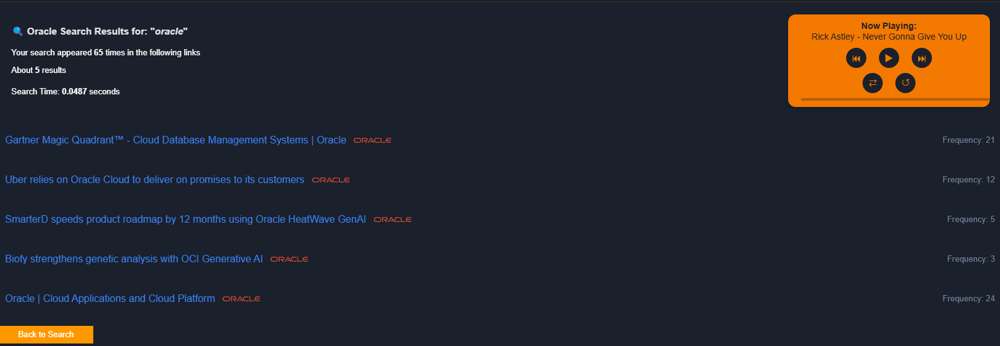 Oracle Search Results for: "oracle"
Your search appeared 65 times in the following links
About 5 results
Search Time: 0.0487 seconds
Now Playing:
Rick Astley - Never Gonna Give You Up
Gartner Magic Quadrant™ - Cloud Database Management Systems | Oracle ORACLE Frequency: 21
Uber relies on Oracle Cloud to deliver on promises to its customers ORACLE Frequency: 12
SmarterD speeds product roadmap by 12 months using Oracle HeatWave GenAI ORACLE Frequency: 5
Biofy strengthens genetic analysis with OCI Generative AI ORACLE Frequency: 3
Oracle | Cloud Applications and Cloud Platform ORACLE Frequency: 24
Back to Search